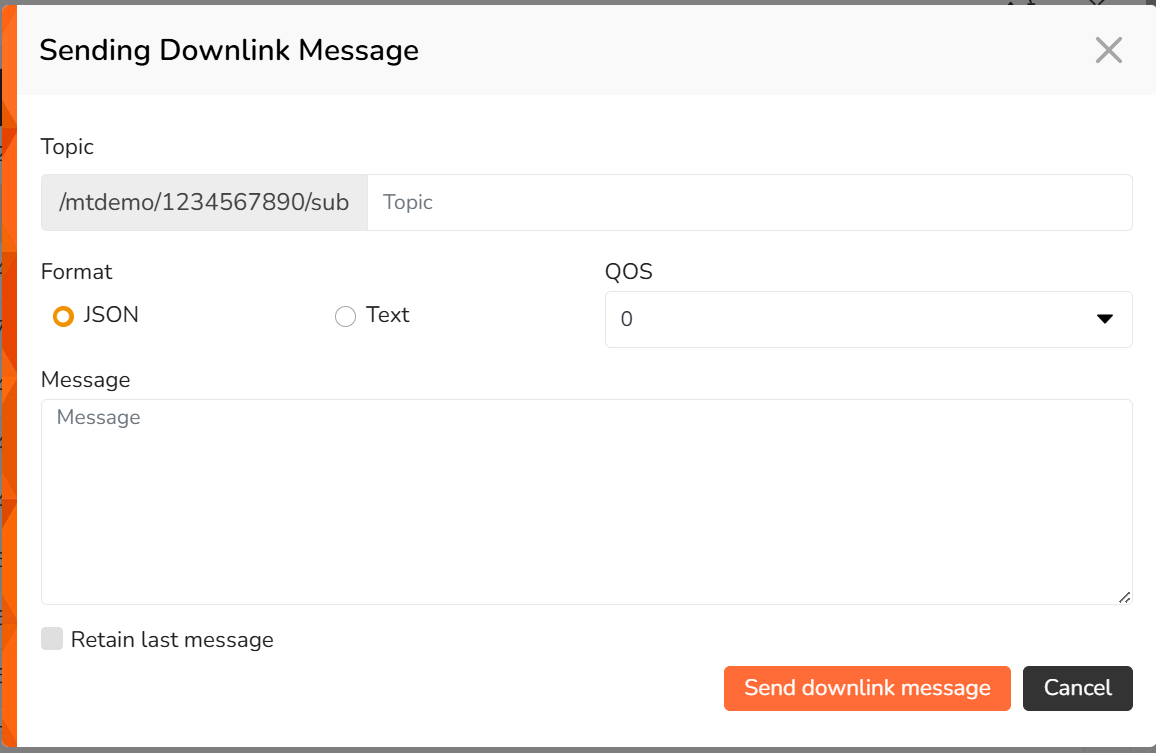 Sending Downlink Message
Topic
/mtdemo/1234567890/sub Topic
Format QOS
JSON Text 0
Message
Message
Retain last message
Send downlink message Cancel